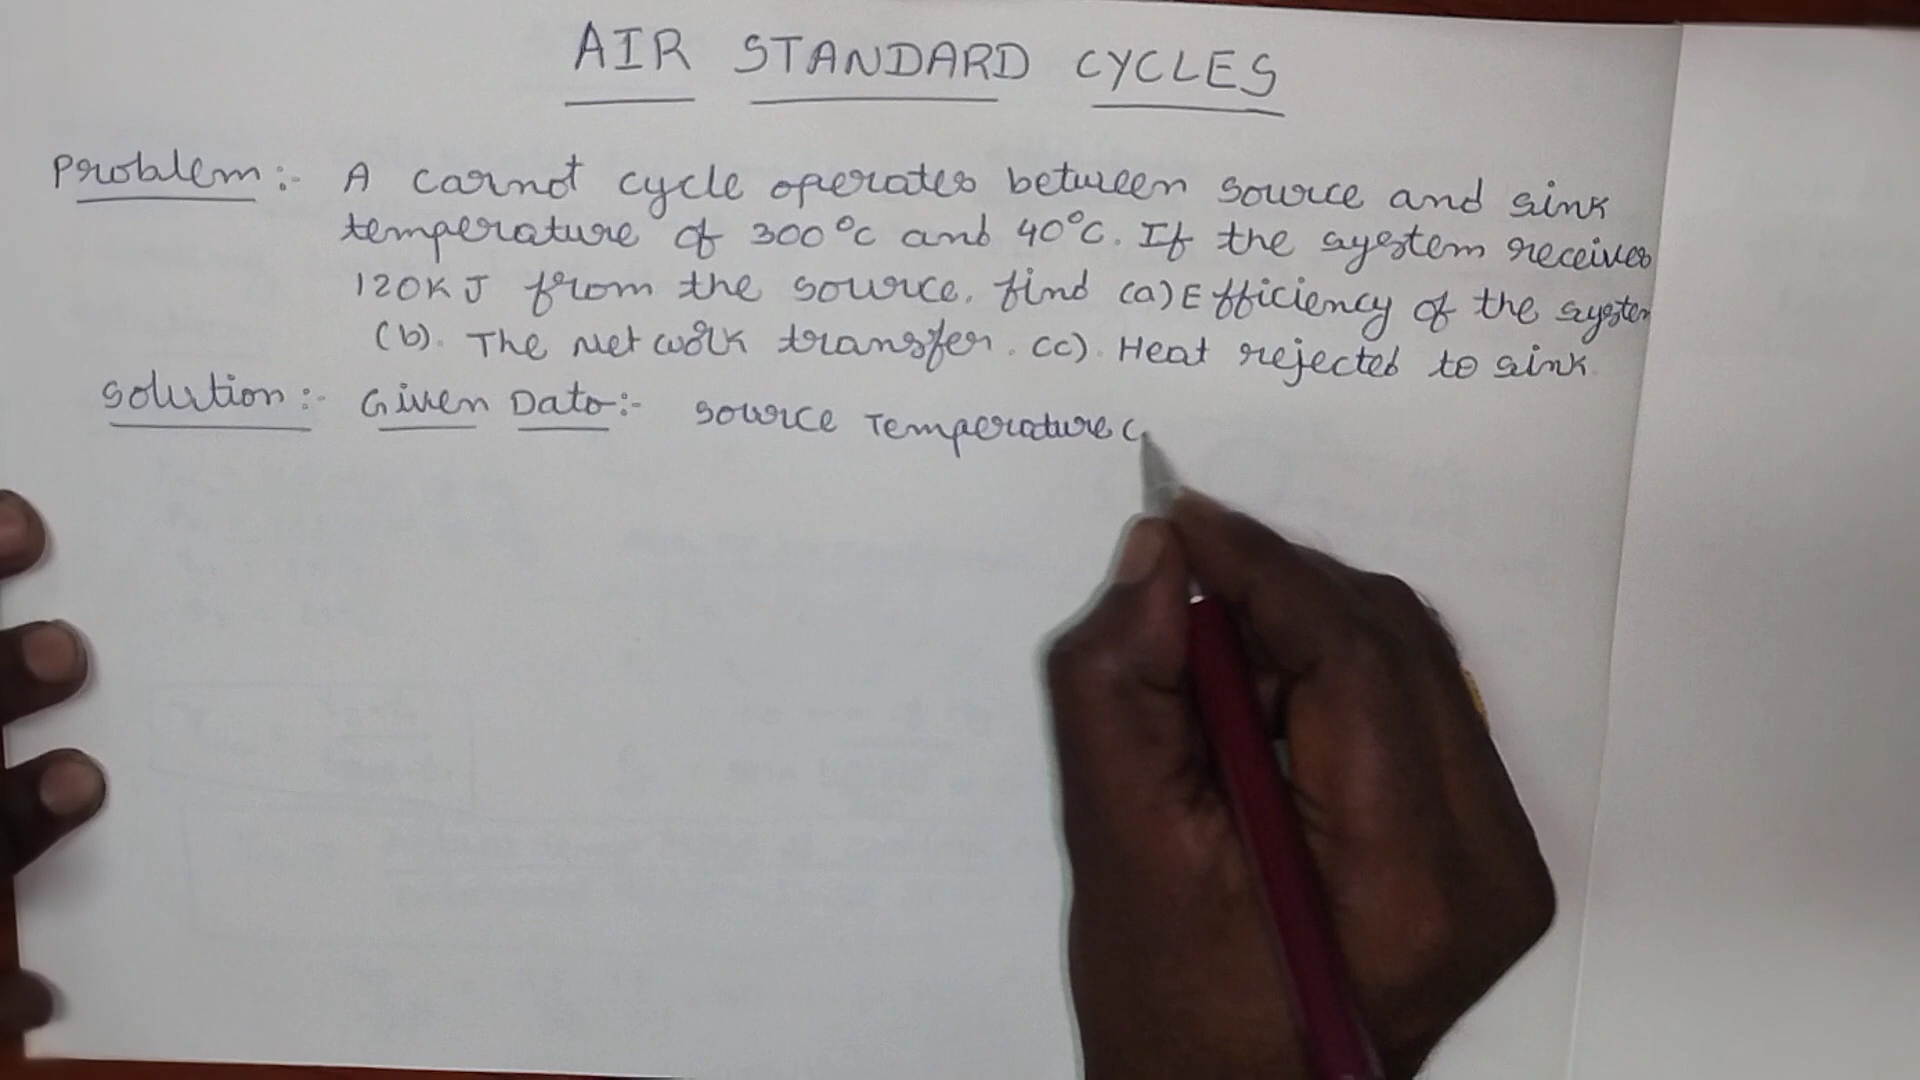 AIR STANDARD CYCLES
Problem:- A carnot cycle operates between source and sink
temperature of 300°C and 40°C. If the system receives
120KJ from the source, find (a) Efficiency of the system
(b). The net work transfer. (c). Heat rejected to sink.
Solution:- Given Data:- Source Temperature (